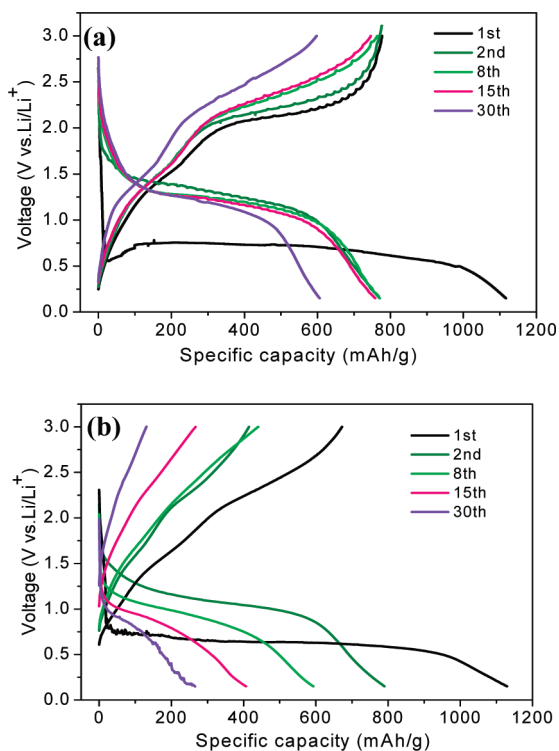 (a)
1st
2nd
8th
15th
30th
3.0
2.5
2.0
1.5
1.0
0.5
0.0
Voltage (V vs.Li/Li+)
0 200 400 600 800 1000 1200
Specific capacity (mAh/g)
(b)
1st
2nd
8th
15th
30th
3.0
2.5
2.0
1.5
1.0
0.5
0.0
Voltage (V vs.Li/Li+)
0 200 400 600 800 1000 1200
Specific capacity (mAh/g)